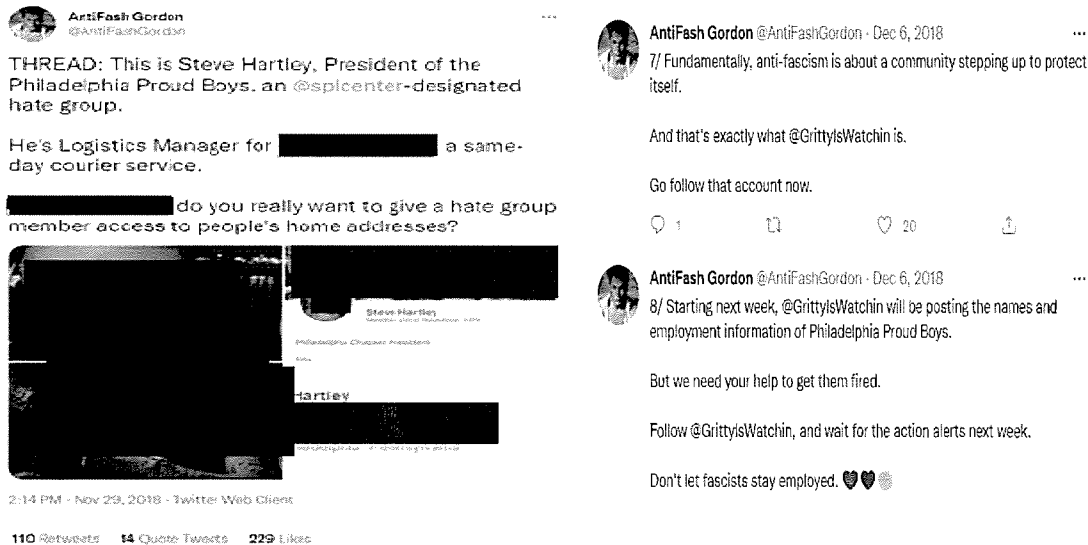 AntiFash Gordon
@AntiFashGordon
THREAD: This is Steve Hartley, President of the
Philadelphia Proud Boys, an @splcenter-designated
hate group.
He's Logistics Manager for
a same-
day courier service.
do you really want to give a hate group
member access to people's home addresses?
Steve Hartley
Philadelphia Chapter President
Hartley
2:14 PM · Nov 29, 2018 · Twitter Web Client
110 Retweets 14 Quote Tweets 229 Likes
AntiFash Gordon @AntiFashGordon · Dec 6, 2018
7/ Fundamentally, anti-fascism is about a community stepping up to protect
itself.
And that's exactly what @GrittyIsWatchin is.
Go follow that account now.
1 20
AntiFash Gordon @AntiFashGordon · Dec 6, 2018
8/ Starting next week, @GrittyIsWatchin will be posting the names and
employment information of Philadelphia Proud Boys.
But we need your help to get them fired.
Follow @GrittyIsWatchin, and wait for the action alerts next week.
Don't let fascists stay employed.